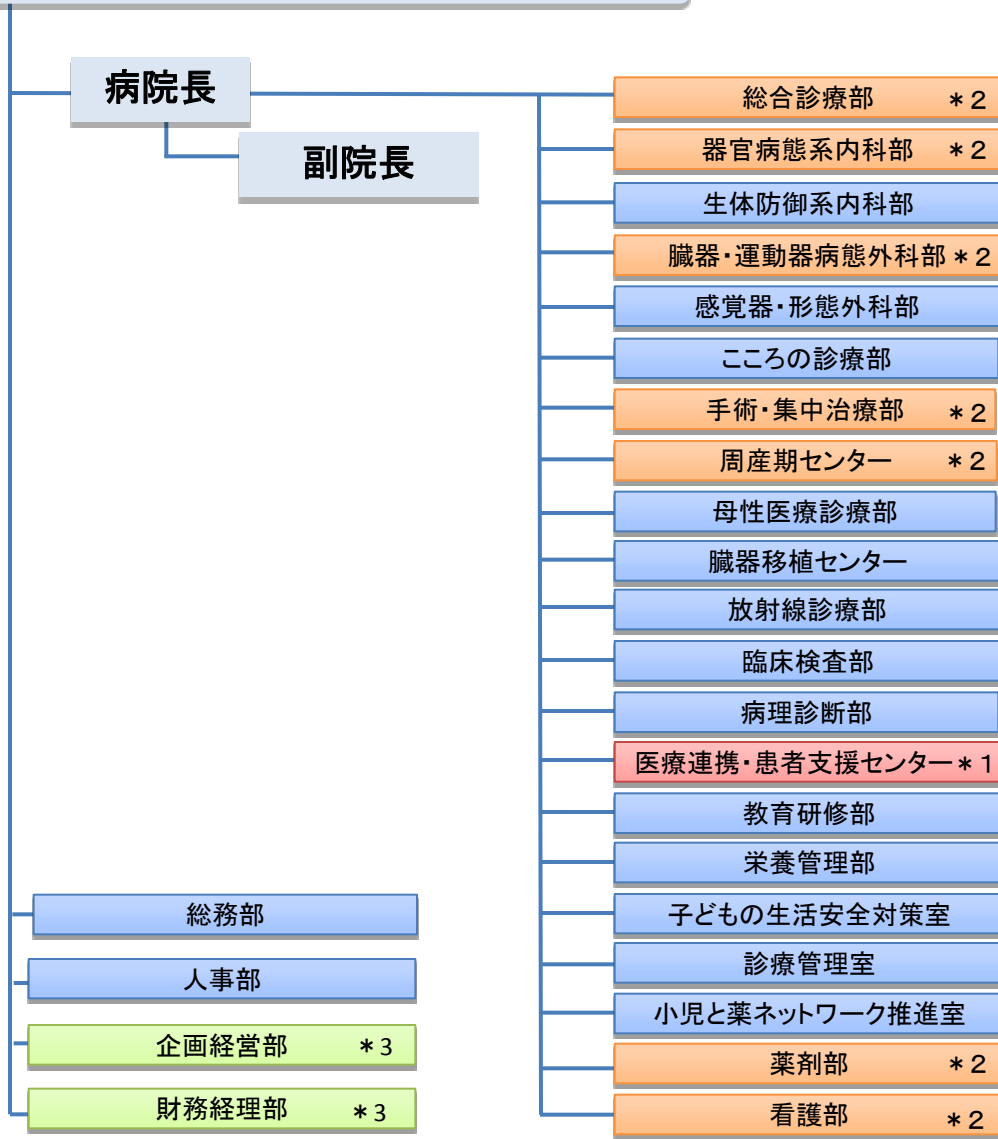 病院長
副院長
総合診療部 *2
器官病態系内科部 *2
生体防御系内科部
臓器・運動器病態外科部 *2
感覚器・形態外科部
こころの診療部
手術・集中治療部 *2
周産期センター *2
母性医療診療部
臓器移植センター
放射線診療部
臨床検査部
病理診断部
医療連携・患者支援センター *1
教育研修部
栄養管理部
子どもの生活安全対策室
診療管理室
小児と薬ネットワーク推進室
薬剤部 *2
看護部 *2
総務部
人事部
企画経営部 *3
財務経理部 *3